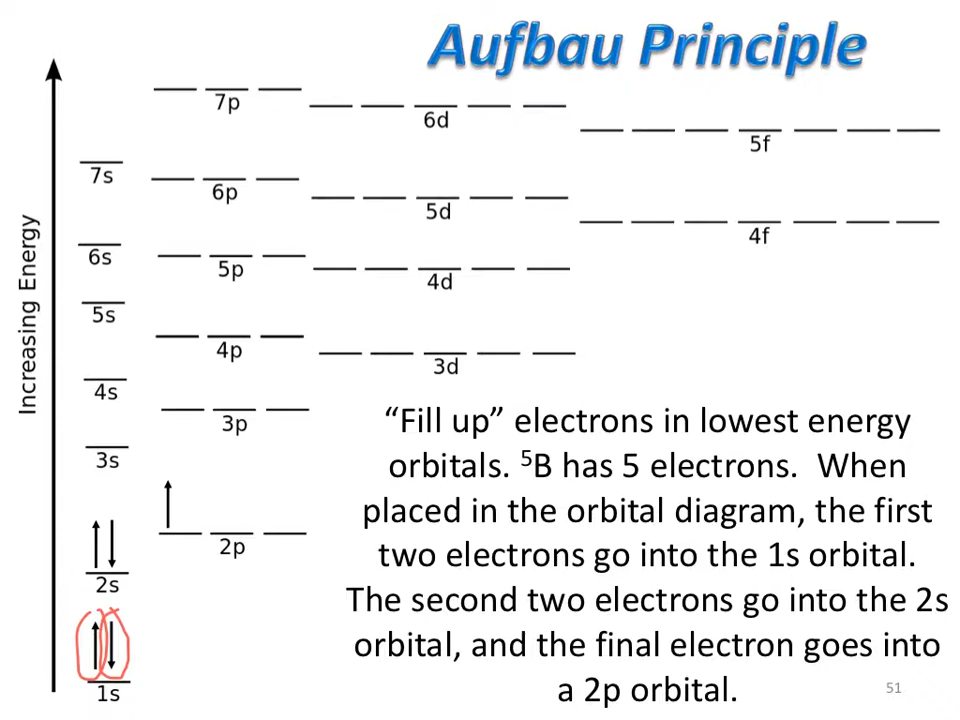 Aufbau Principle
7p
6d
5f
7s
6p
5d
4f
6s
5p
4d
5s
4p
3d
4s
3p
3s
2p
2s
1s
Increasing Energy
“Fill up” electrons in lowest energy
orbitals. ⁵B has 5 electrons. When
placed in the orbital diagram, the first
two electrons go into the 1s orbital.
The second two electrons go into the 2s
orbital, and the final electron goes into
a 2p orbital.
51